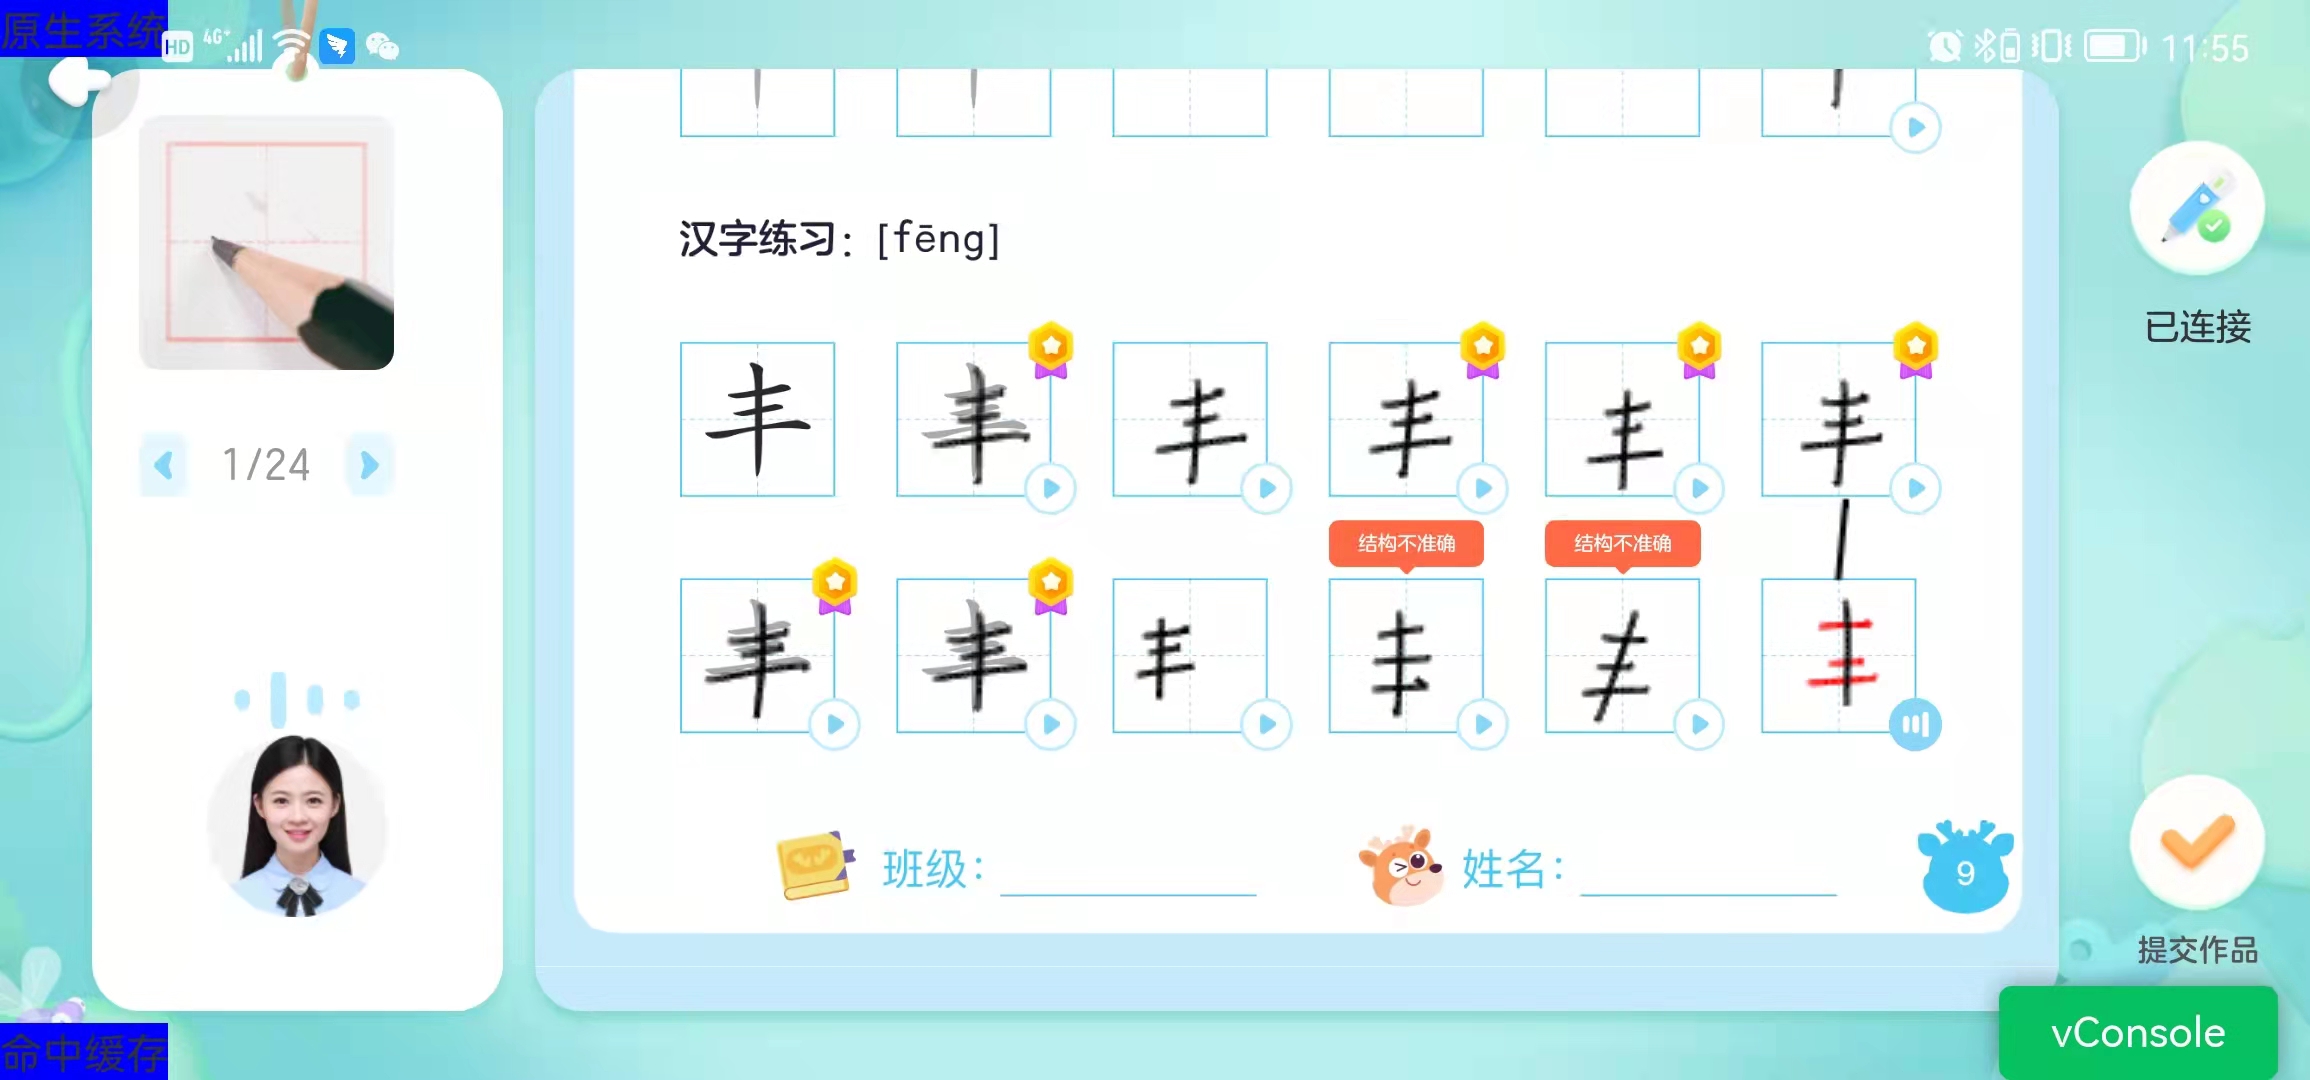 原生系统
HD 4G+ 11:55
汉字练习：[fēng]
已连接
1/24
丰 丰 丰 丰 丰 丰
结构不准确 结构不准确
丰 丰 丰 丰 丰 丰
班级：
姓名：
9
提交作品
vConsole
命中缓存